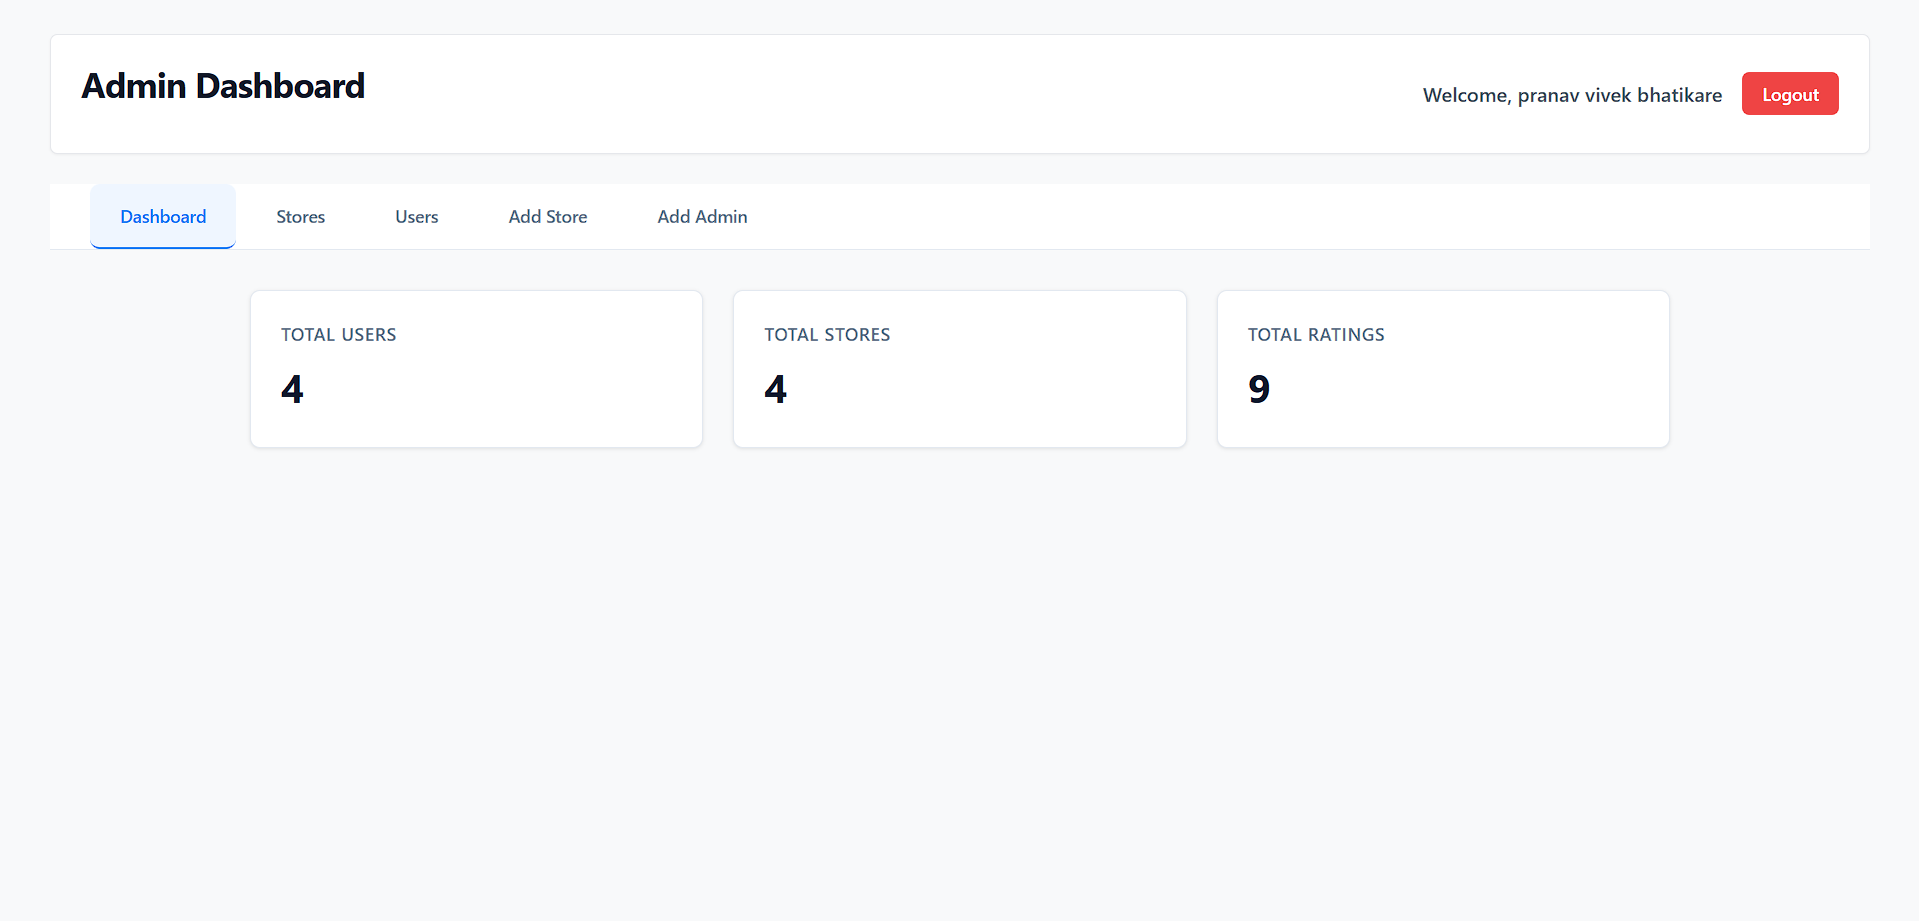 Admin Dashboard
Welcome, pranav vivek bhatikare
Logout
Dashboard
Stores
Users
Add Store
Add Admin
TOTAL USERS
4
TOTAL STORES
4
TOTAL RATINGS
9